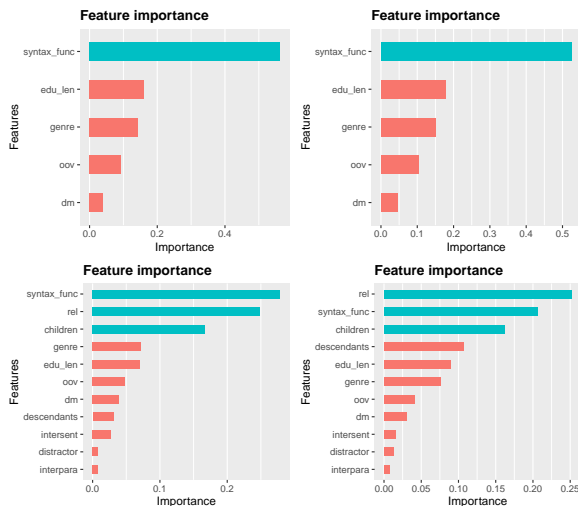 Feature importance
syntax_func
edu_len
genre
oov
dm
Features
0.0 0.2 0.4
Importance
Feature importance
syntax_func
edu_len
genre
oov
dm
Features
0.0 0.1 0.2 0.3 0.4 0.5
Importance
Feature importance
syntax_func
rel
children
genre
edu_len
oov
dm
descendants
intersent
distractor
interpara
Features
0.0 0.1 0.2
Importance
Feature importance
rel
syntax_func
children
descendants
edu_len
genre
oov
dm
intersent
distractor
interpara
Features
0.00 0.05 0.10 0.15 0.20 0.25
Importance